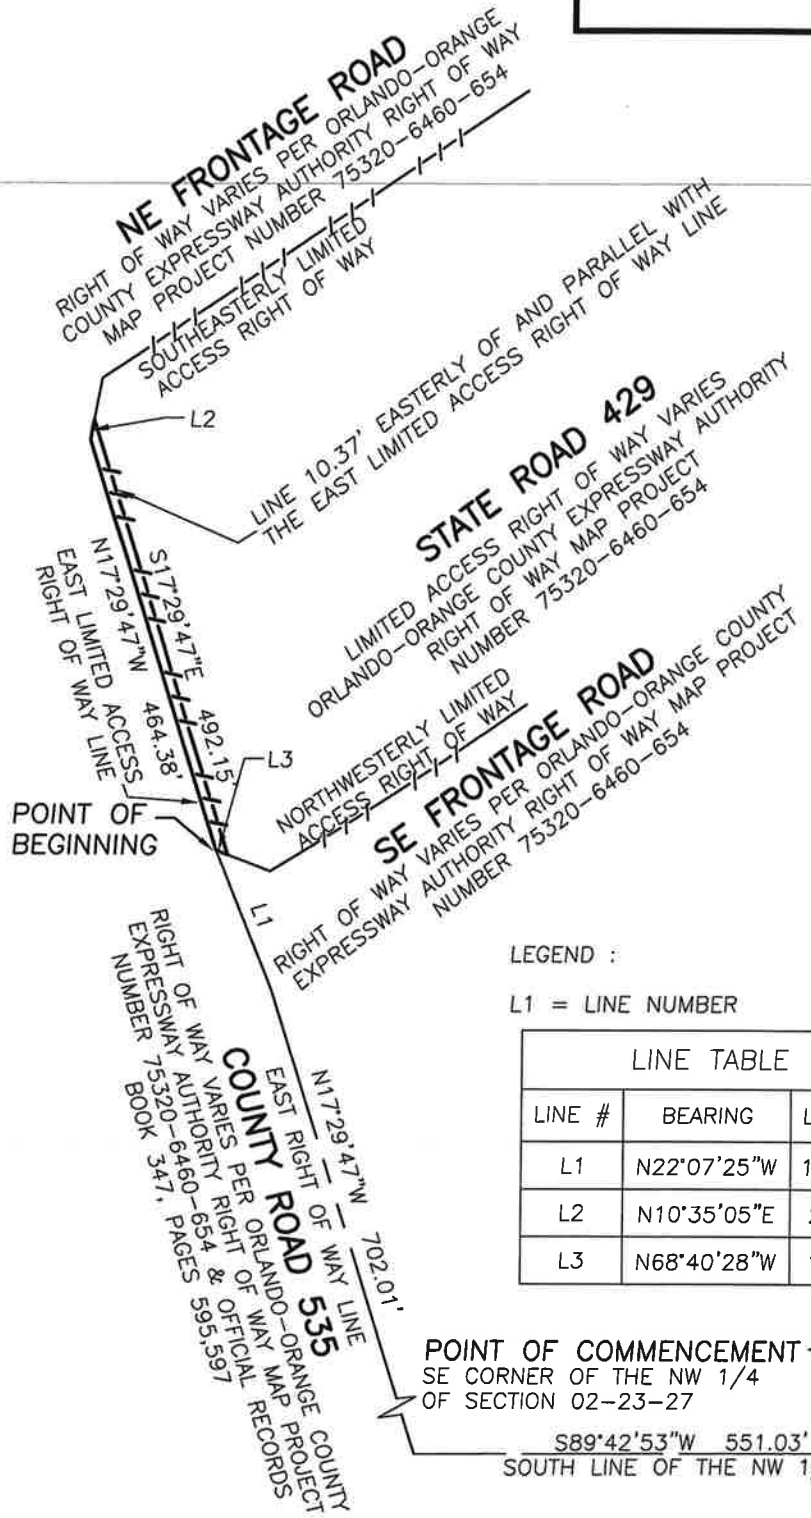 NE FRONTAGE ROAD
RIGHT OF WAY VARIES PER ORLANDO-ORANGE
COUNTY EXPRESSWAY AUTHORITY RIGHT OF WAY
MAP PROJECT NUMBER 75320-6460-654
SOUTHEASTERLY LIMITED
ACCESS RIGHT OF WAY
L2
LINE 10.37' EASTERLY OF AND PARALLEL WITH
THE EAST LIMITED ACCESS RIGHT OF WAY LINE
STATE ROAD 429
LIMITED ACCESS RIGHT OF WAY VARIES
ORLANDO-ORANGE COUNTY EXPRESSWAY AUTHORITY
RIGHT OF WAY MAP PROJECT
NUMBER 75320-6460-654
S17°29'47"E 492.15
N17°29'47"W 464.38'
EAST LIMITED ACCESS
RIGHT OF WAY LINE
L3
NORTHWESTERLY LIMITED
ACCESS RIGHT OF WAY
SE FRONTAGE ROAD
RIGHT OF WAY VARIES PER ORLANDO-ORANGE COUNTY
EXPRESSWAY AUTHORITY RIGHT OF WAY MAP PROJECT
NUMBER 75320-6460-654
POINT OF
BEGINNING
L1
N17°29'47"W 702.01'
EAST RIGHT OF WAY LINE
COUNTY ROAD 535
RIGHT OF WAY VARIES PER ORLANDO-ORANGE COUNTY
EXPRESSWAY AUTHORITY RIGHT OF WAY MAP PROJECT
NUMBER 75320-6460-654 & OFFICIAL RECORDS
BOOK 347, PAGES 595,597
LEGEND :
L1 = LINE NUMBER
LINE TABLE
LINE # BEARING
L1 N22°07'25"W
L2 N10°35'05"E
L3 N68°40'28"W
POINT OF COMMENCEMENT
SE CORNER OF THE NW 1/4
OF SECTION 02-23-27
S89°42'53"W 551.03'
SOUTH LINE OF THE NW